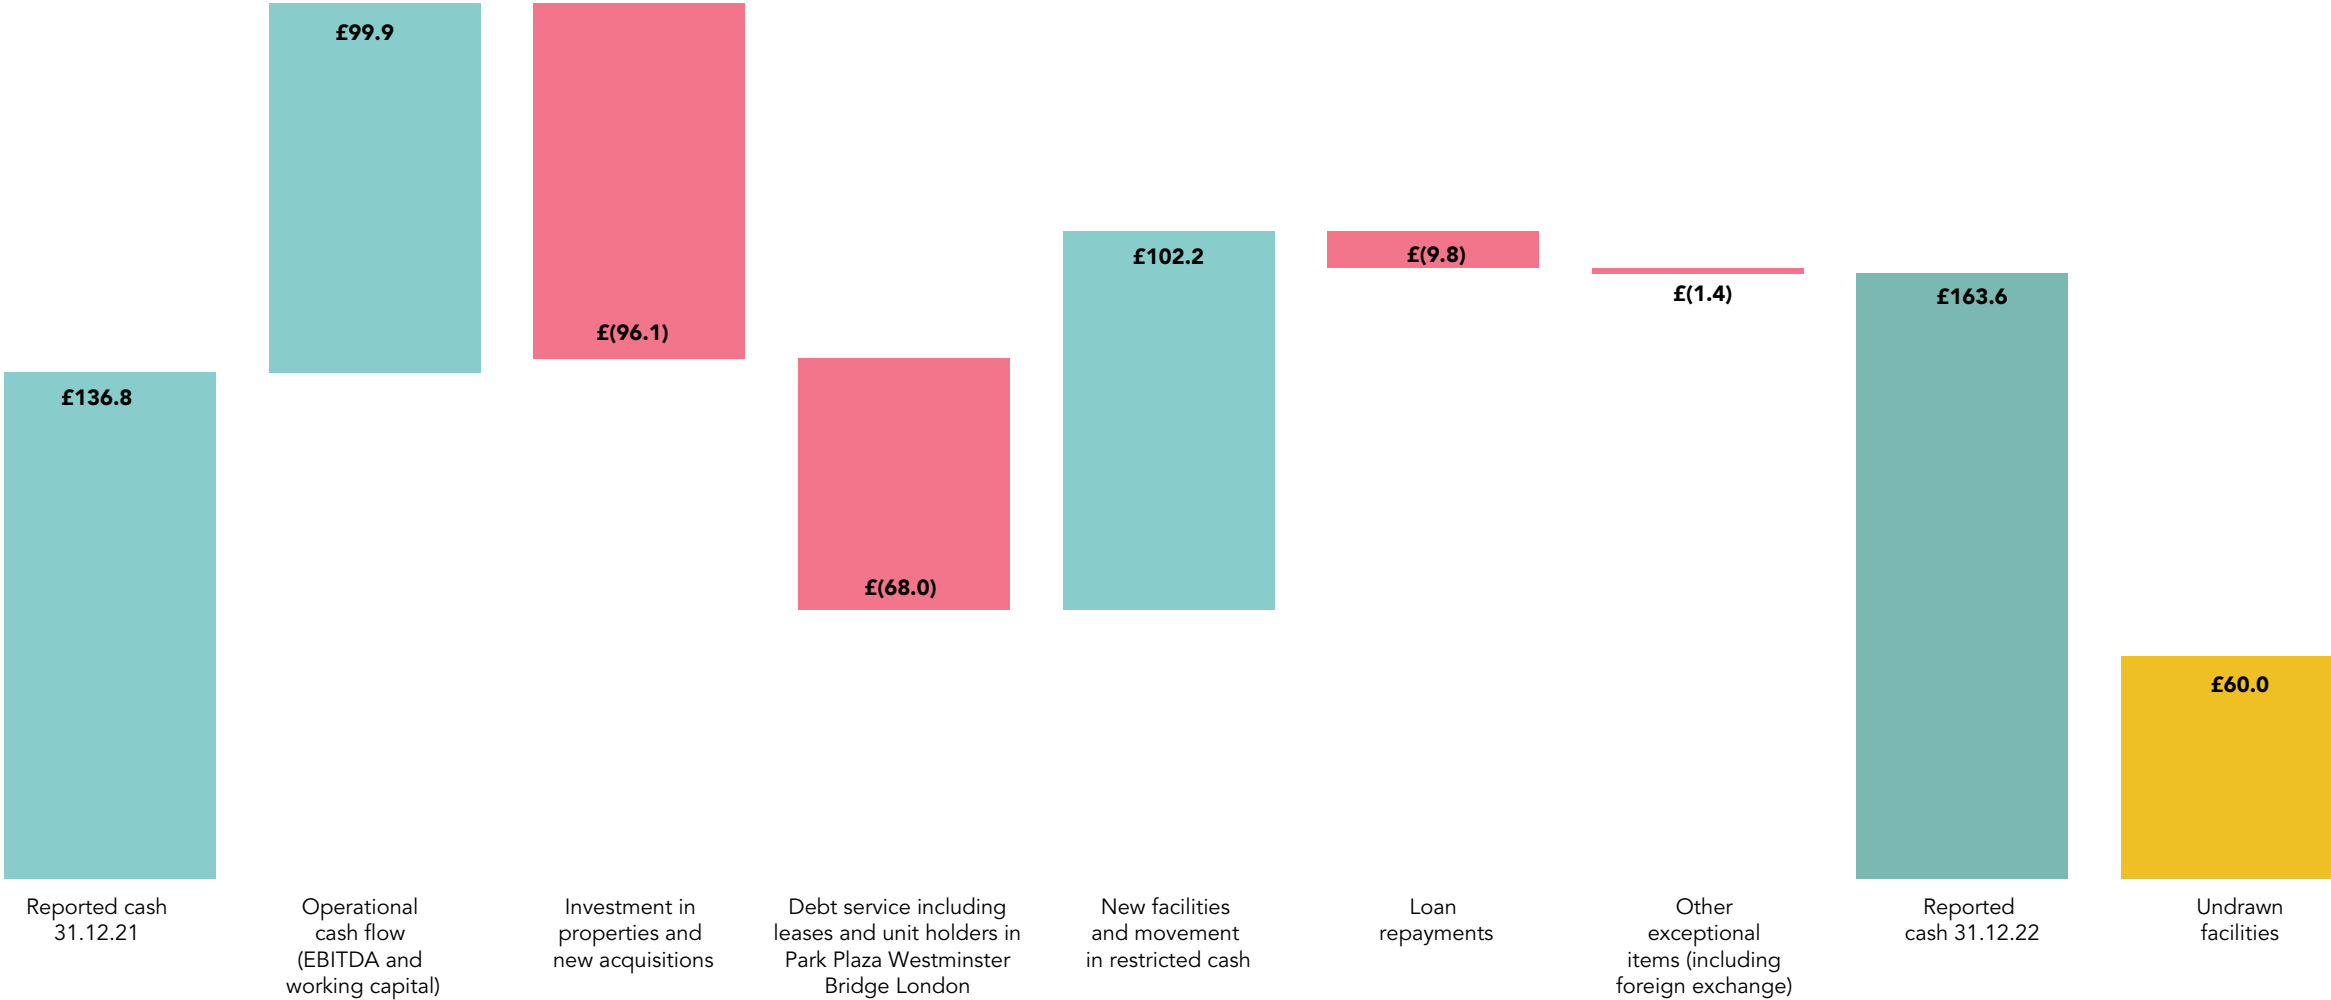 £136.8
£99.9
£(96.1)
£(68.0)
£102.2
£(9.8)
£(1.4)
£163.6
£60.0
Reported cash
31.12.21
Operational
cash flow
(EBITDA and
working capital)
Investment in
properties and
new acquisitions
Debt service including
leases and unit holders in
Park Plaza Westminster
Bridge London
New facilities
and movement
in restricted cash
Loan
repayments
Other
exceptional
items (including
foreign exchange)
Reported
cash 31.12.22
Undrawn
facilities